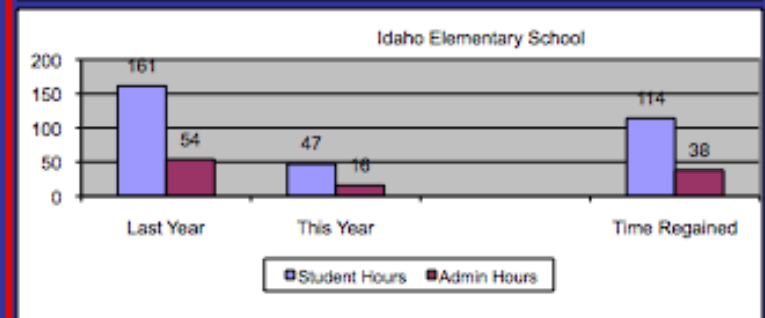 Idaho Elementary School
200
150
100
50
0
161
54
47
16
114
38
Last Year
This Year
Time Regained
Student Hours
Admin Hours